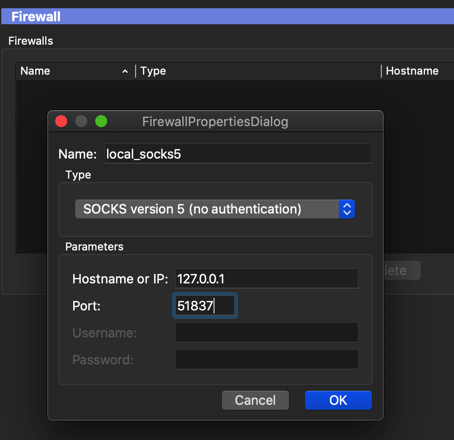 Firewall
Firewalls
Name Type Hostname
FirewallPropertiesDialog
Name: local_socks5
Type
SOCKS version 5 (no authentication)
Parameters
Hostname or IP: 127.0.0.1
Port: 51837
Username:
Password:
Cancel OK